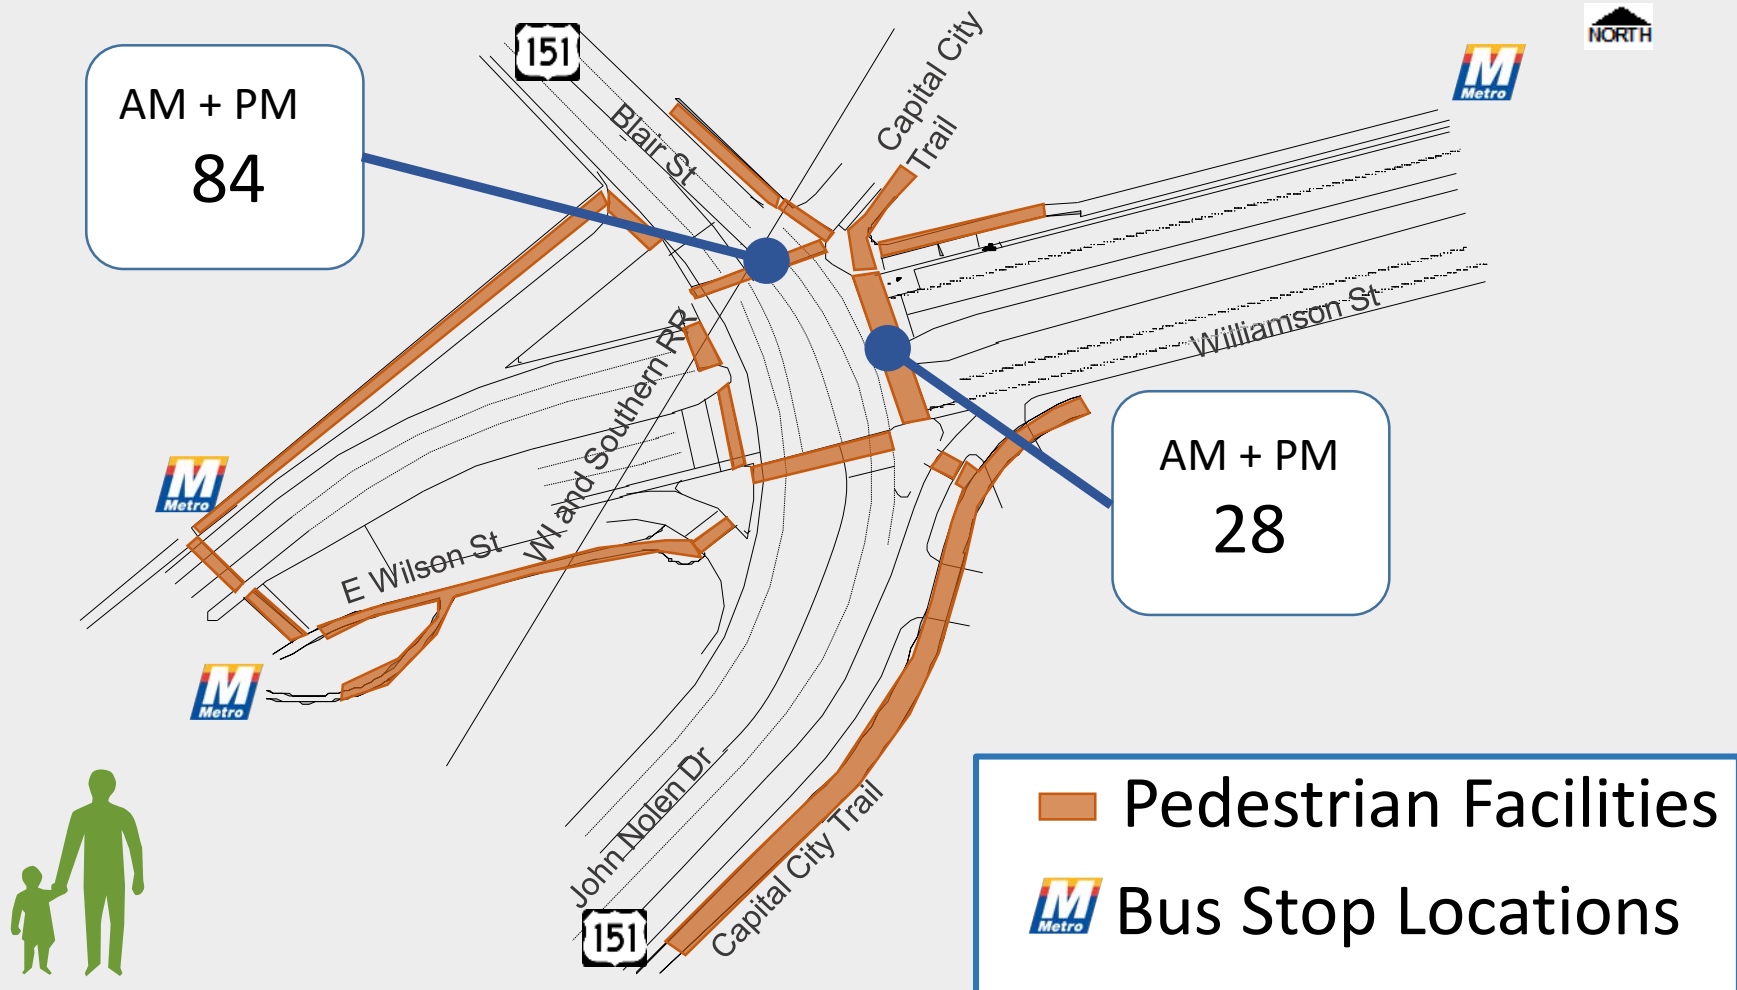 151
NORTH
M
Metro
AM + PM
84
Blair St
Capital City
Trail
Williamson St
WI and Southern RR
AM + PM
28
M
Metro
E Wilson St
M
Metro
John Nolen Dr
Capital City Trail
151
Pedestrian Facilities
M
Metro
Bus Stop Locations